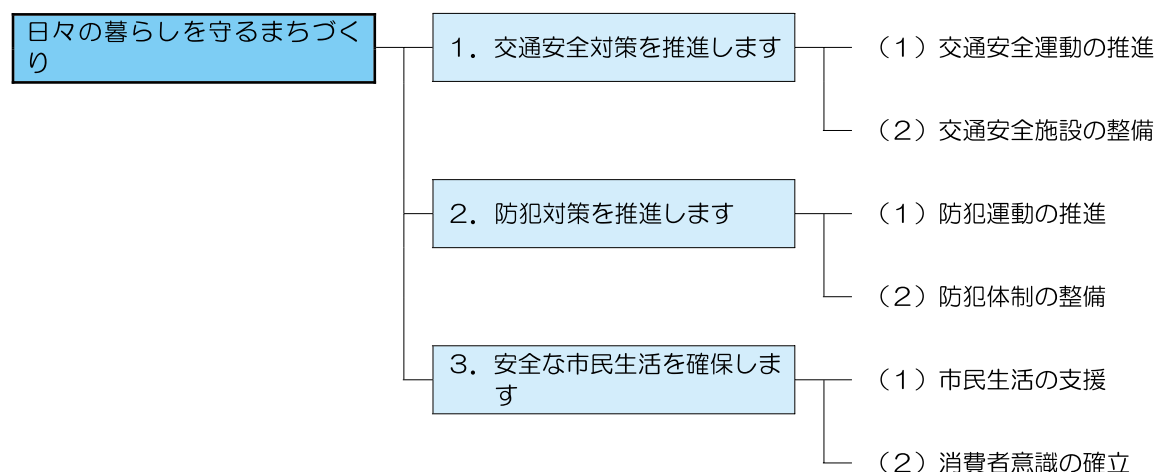 日々の暮らしを守るまちづく
り
１．交通安全対策を推進します
（１）交通安全運動の推進
（２）交通安全施設の整備
２．防犯対策を推進します
（１）防犯運動の推進
（２）防犯体制の整備
３．安全な市民生活を確保しま
す
（１）市民生活の支援
（２）消費者意識の確立